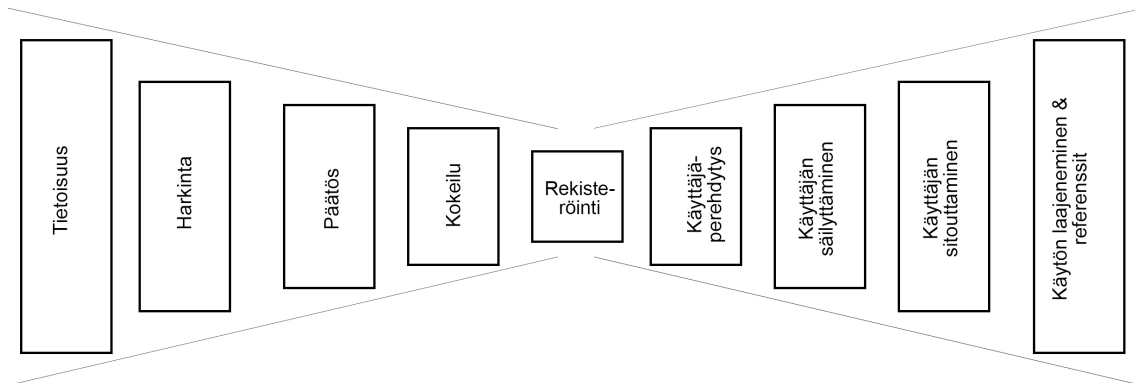 Tietoisuus
Harkinta
Päätös
Kokeilu
Rekiste-
röinti
Käyttäjä-
perehdytys
Käyttäjän
säilyttäminen
Käyttäjän
sitouttaminen
Käytön laajeneminen &
referenssit